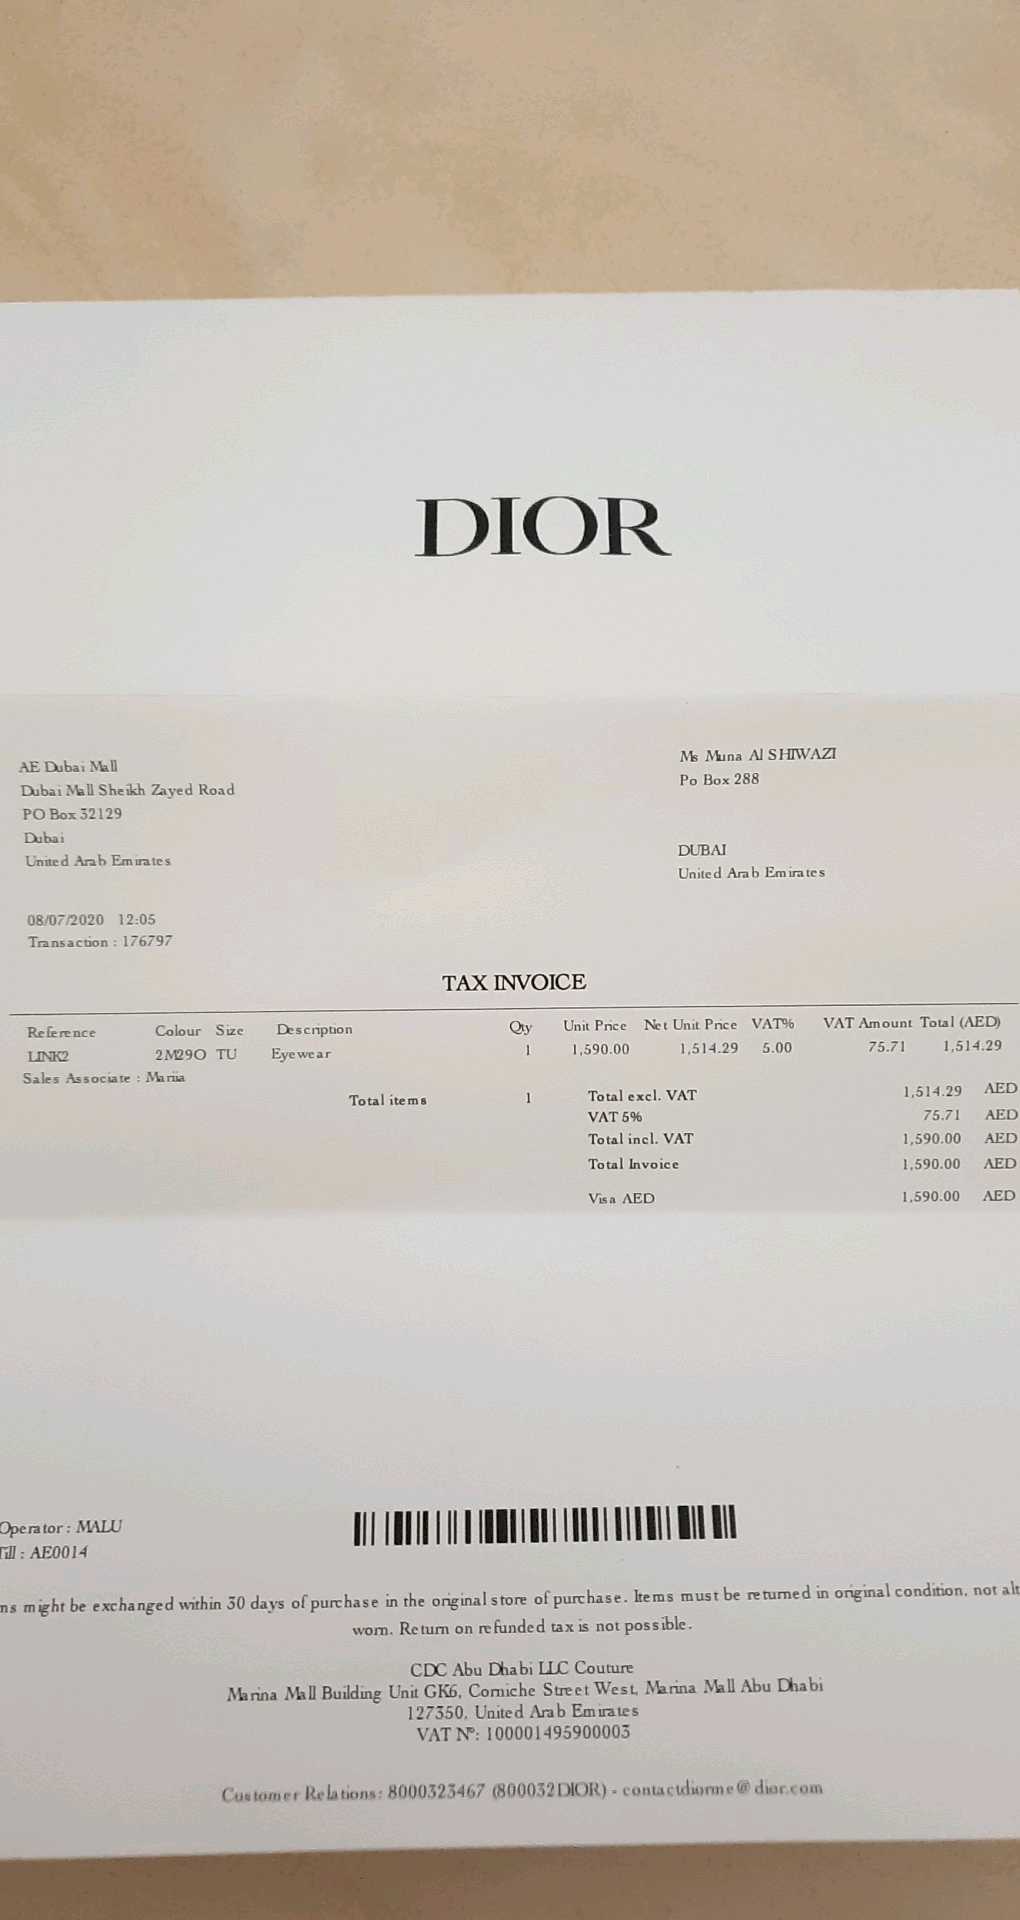 DIOR
AE Dubai Mall
Dubai Mall Sheikh Zayed Road
PO Box 32129
Dubai
United Arab Emirates
Ms Muna Al SHIWAZI
Po Box 288
DUBAI
United Arab Emirates
08/07/2020 12:05
Transaction : 176797
TAX INVOICE
Reference Colour Size Description Qty Unit Price Net Unit Price VAT% VAT Amount Total (AED)
LINK2 2M29O TU Eyewear 1 1,590.00 1,514.29 5.00 75.71 1,514.29
Sales Associate : Mariia
Total items 1 Total excl. VAT 1,514.29 AED
VAT 5% 75.71 AED
Total incl. VAT 1,590.00 AED
Total Invoice 1,590.00 AED
Visa AED 1,590.00 AED
Operator : MALU
Till : AE0014
ns might be exchanged within 30 days of purchase in the original store of purchase. Items must be returned in original condition, not alt
worn. Return on refunded tax is not possible.
CDC Abu Dhabi LLC Couture
Marina Mall Building Unit GK6, Corniche Street West, Marina Mall Abu Dhabi
127350, United Arab Emirates
VAT Nº: 100001495900003
Customer Relations: 8000323467 (800032DIOR) - contactdiorme@dior.com